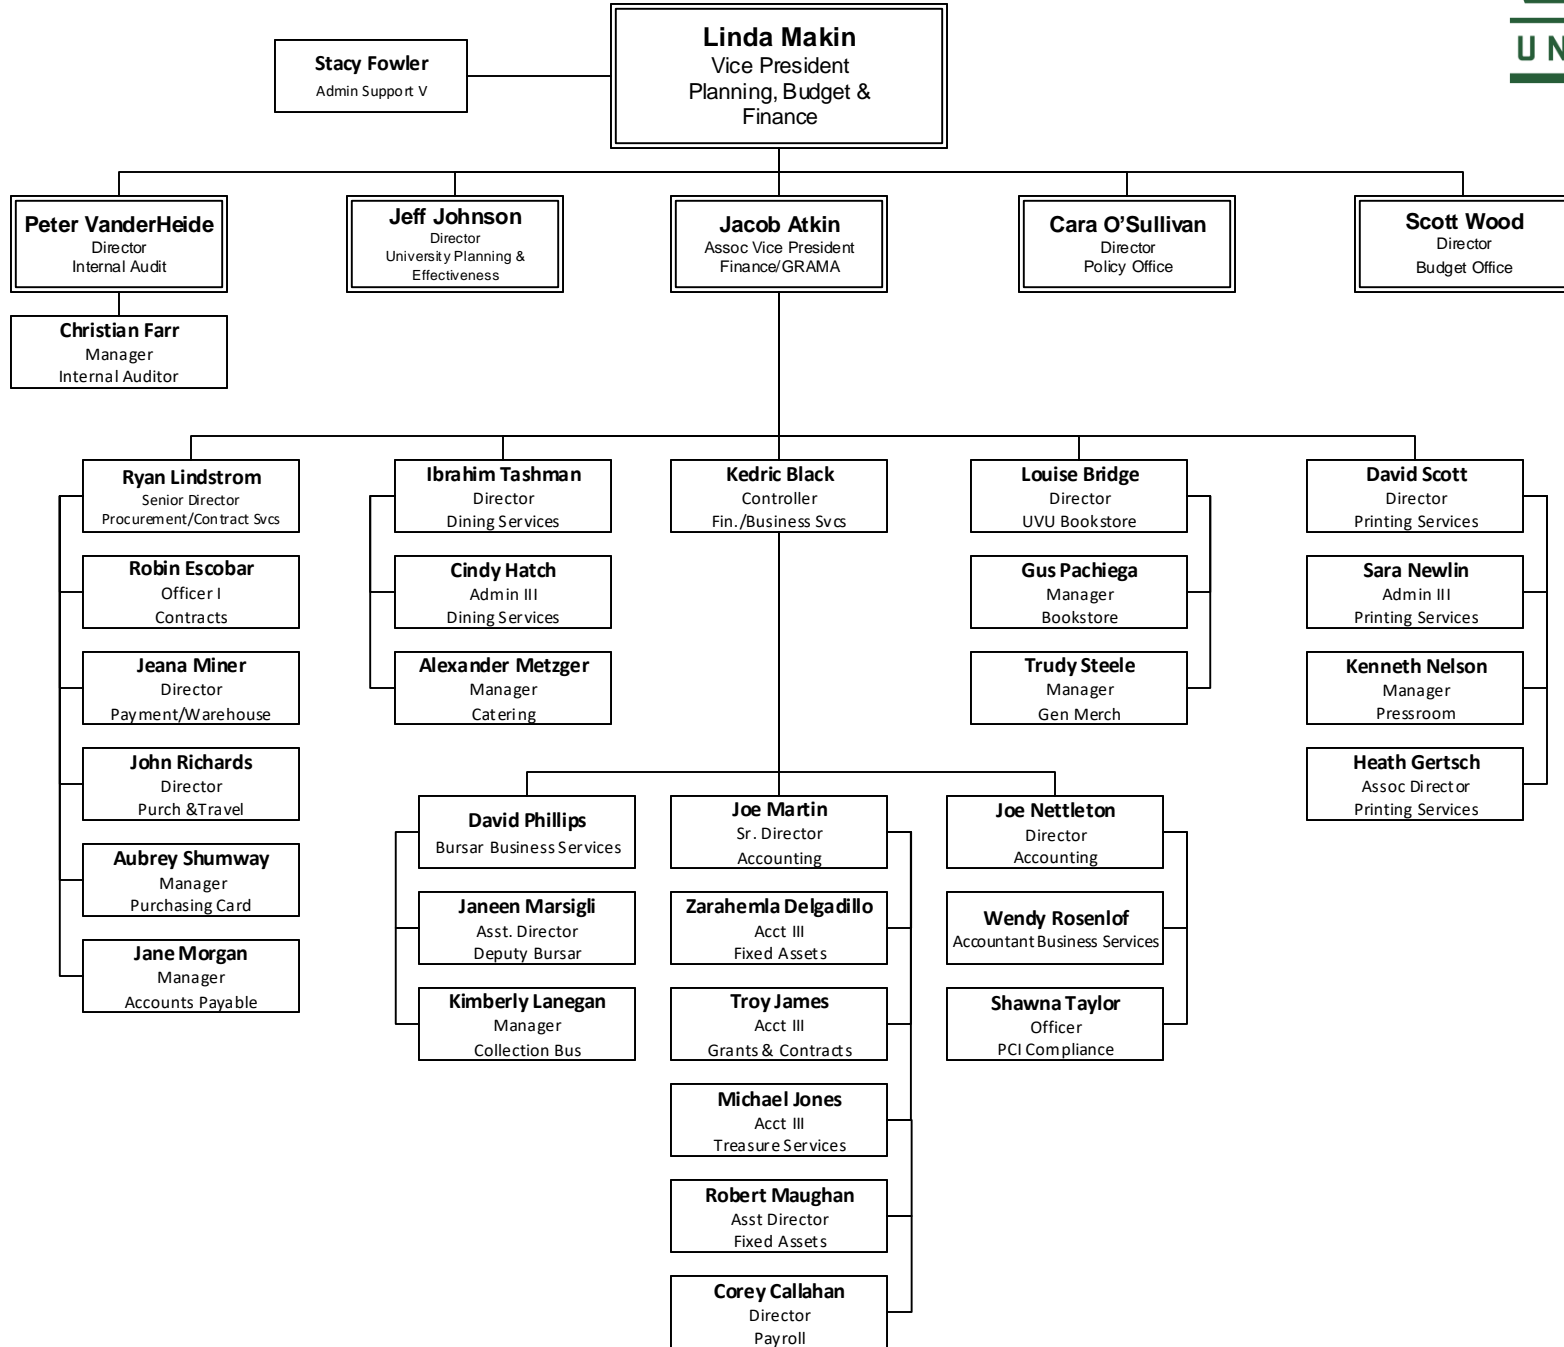 Linda Makin
Vice President
Planning, Budget &
Finance
Stacy Fowler
Admin Support V
U N
Peter VanderHeide
Director
Internal Audit
Jeff Johnson
Director
University Planning &
Effectiveness
Jacob Atkin
Assoc Vice President
Finance/GRAMA
Cara O’Sullivan
Director
Policy Office
Scott Wood
Director
Budget Office
Christian Farr
Manager
Internal Auditor
Ryan Lindstrom
Senior Director
Procurement/Contract Svcs
Robin Escobar
Officer I
Contracts
Jeana Miner
Director
Payment/Warehouse
John Richards
Director
Purch &Travel
Aubrey Shumway
Manager
Purchasing Card
Jane Morgan
Manager
Accounts Payable
Ibrahim Tashman
Director
Dining Services
Cindy Hatch
Admin III
Dining Services
Alexander Metzger
Manager
Catering
Kedric Black
Controller
Fin./Business Svcs
Louise Bridge
Director
UVU Bookstore
Gus Pachiega
Manager
Bookstore
Trudy Steele
Manager
Gen Merch
David Scott
Director
Printing Services
Sara Newlin
Admin III
Printing Services
Kenneth Nelson
Manager
Pressroom
Heath Gertsch
Assoc Director
Printing Services
David Phillips
Bursar Business Services
Janeen Marsigli
Asst. Director
Deputy Bursar
Kimberly Lanegan
Manager
Collection Bus
Joe Martin
Sr. Director
Accounting
Zarahemla Delgadillo
Acct III
Fixed Assets
Troy James
Acct III
Grants & Contracts
Michael Jones
Acct III
Treasure Services
Robert Maughan
Asst Director
Fixed Assets
Corey Callahan
Director
Payroll
Joe Nettleton
Director
Accounting
Wendy Rosenlof
Accountant Business Services
Shawna Taylor
Officer
PCI Compliance